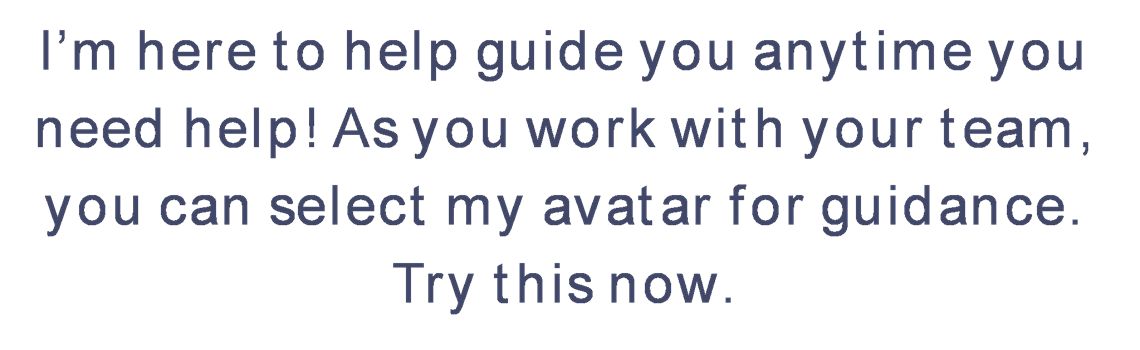 I’m here to help guide you anytime you
need help! As you work with your team,
you can select my avatar for guidance.
Try this now.